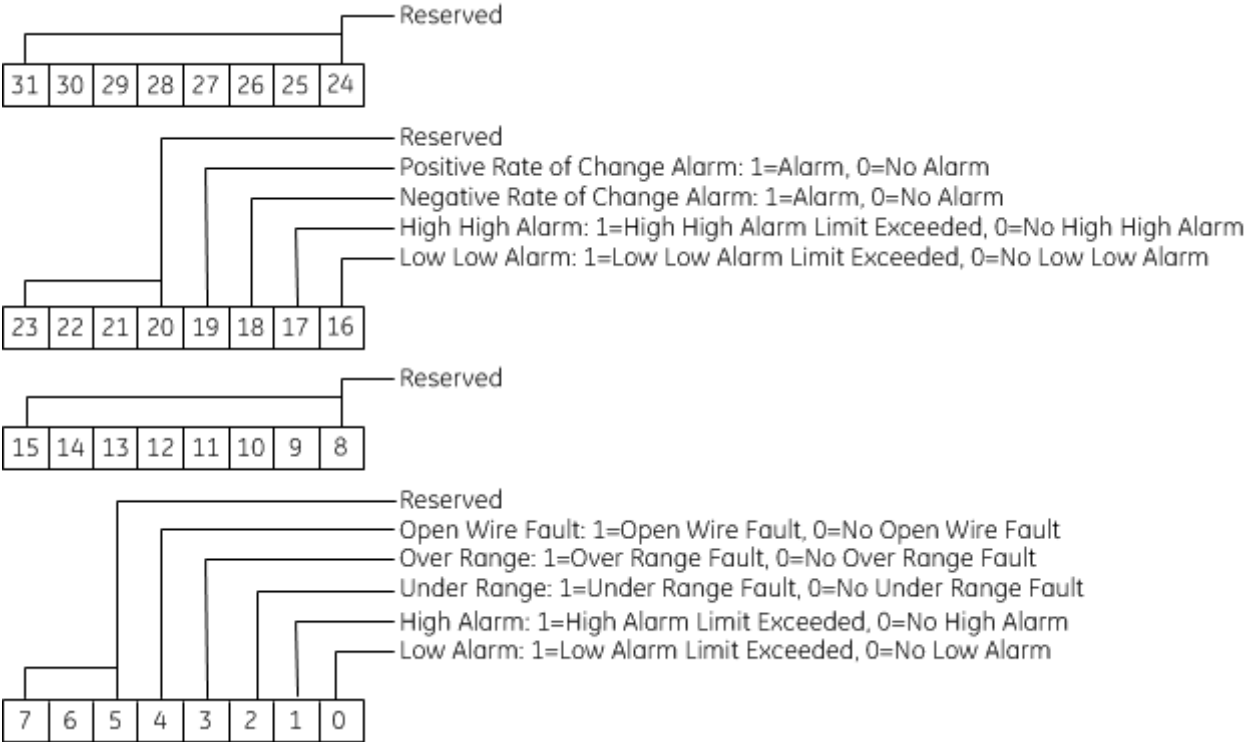 Reserved
31 30 29 28 27 26 25 24
Reserved
Positive Rate of Change Alarm: 1=Alarm, 0=No Alarm
Negative Rate of Change Alarm: 1=Alarm, 0=No Alarm
High High Alarm: 1=High High Alarm Limit Exceeded, 0=No High High Alarm
Low Low Alarm: 1=Low Low Alarm Limit Exceeded, 0=No Low Low Alarm
23 22 21 20 19 18 17 16
Reserved
15 14 13 12 11 10 9 8
Reserved
Open Wire Fault: 1=Open Wire Fault, 0=No Open Wire Fault
Over Range: 1=Over Range Fault, 0=No Over Range Fault
Under Range: 1=Under Range Fault, 0=No Under Range Fault
High Alarm: 1=High Alarm Limit Exceeded, 0=No High Alarm
Low Alarm: 1=Low Alarm Limit Exceeded, 0=No Low Alarm
7 6 5 4 3 2 1 0